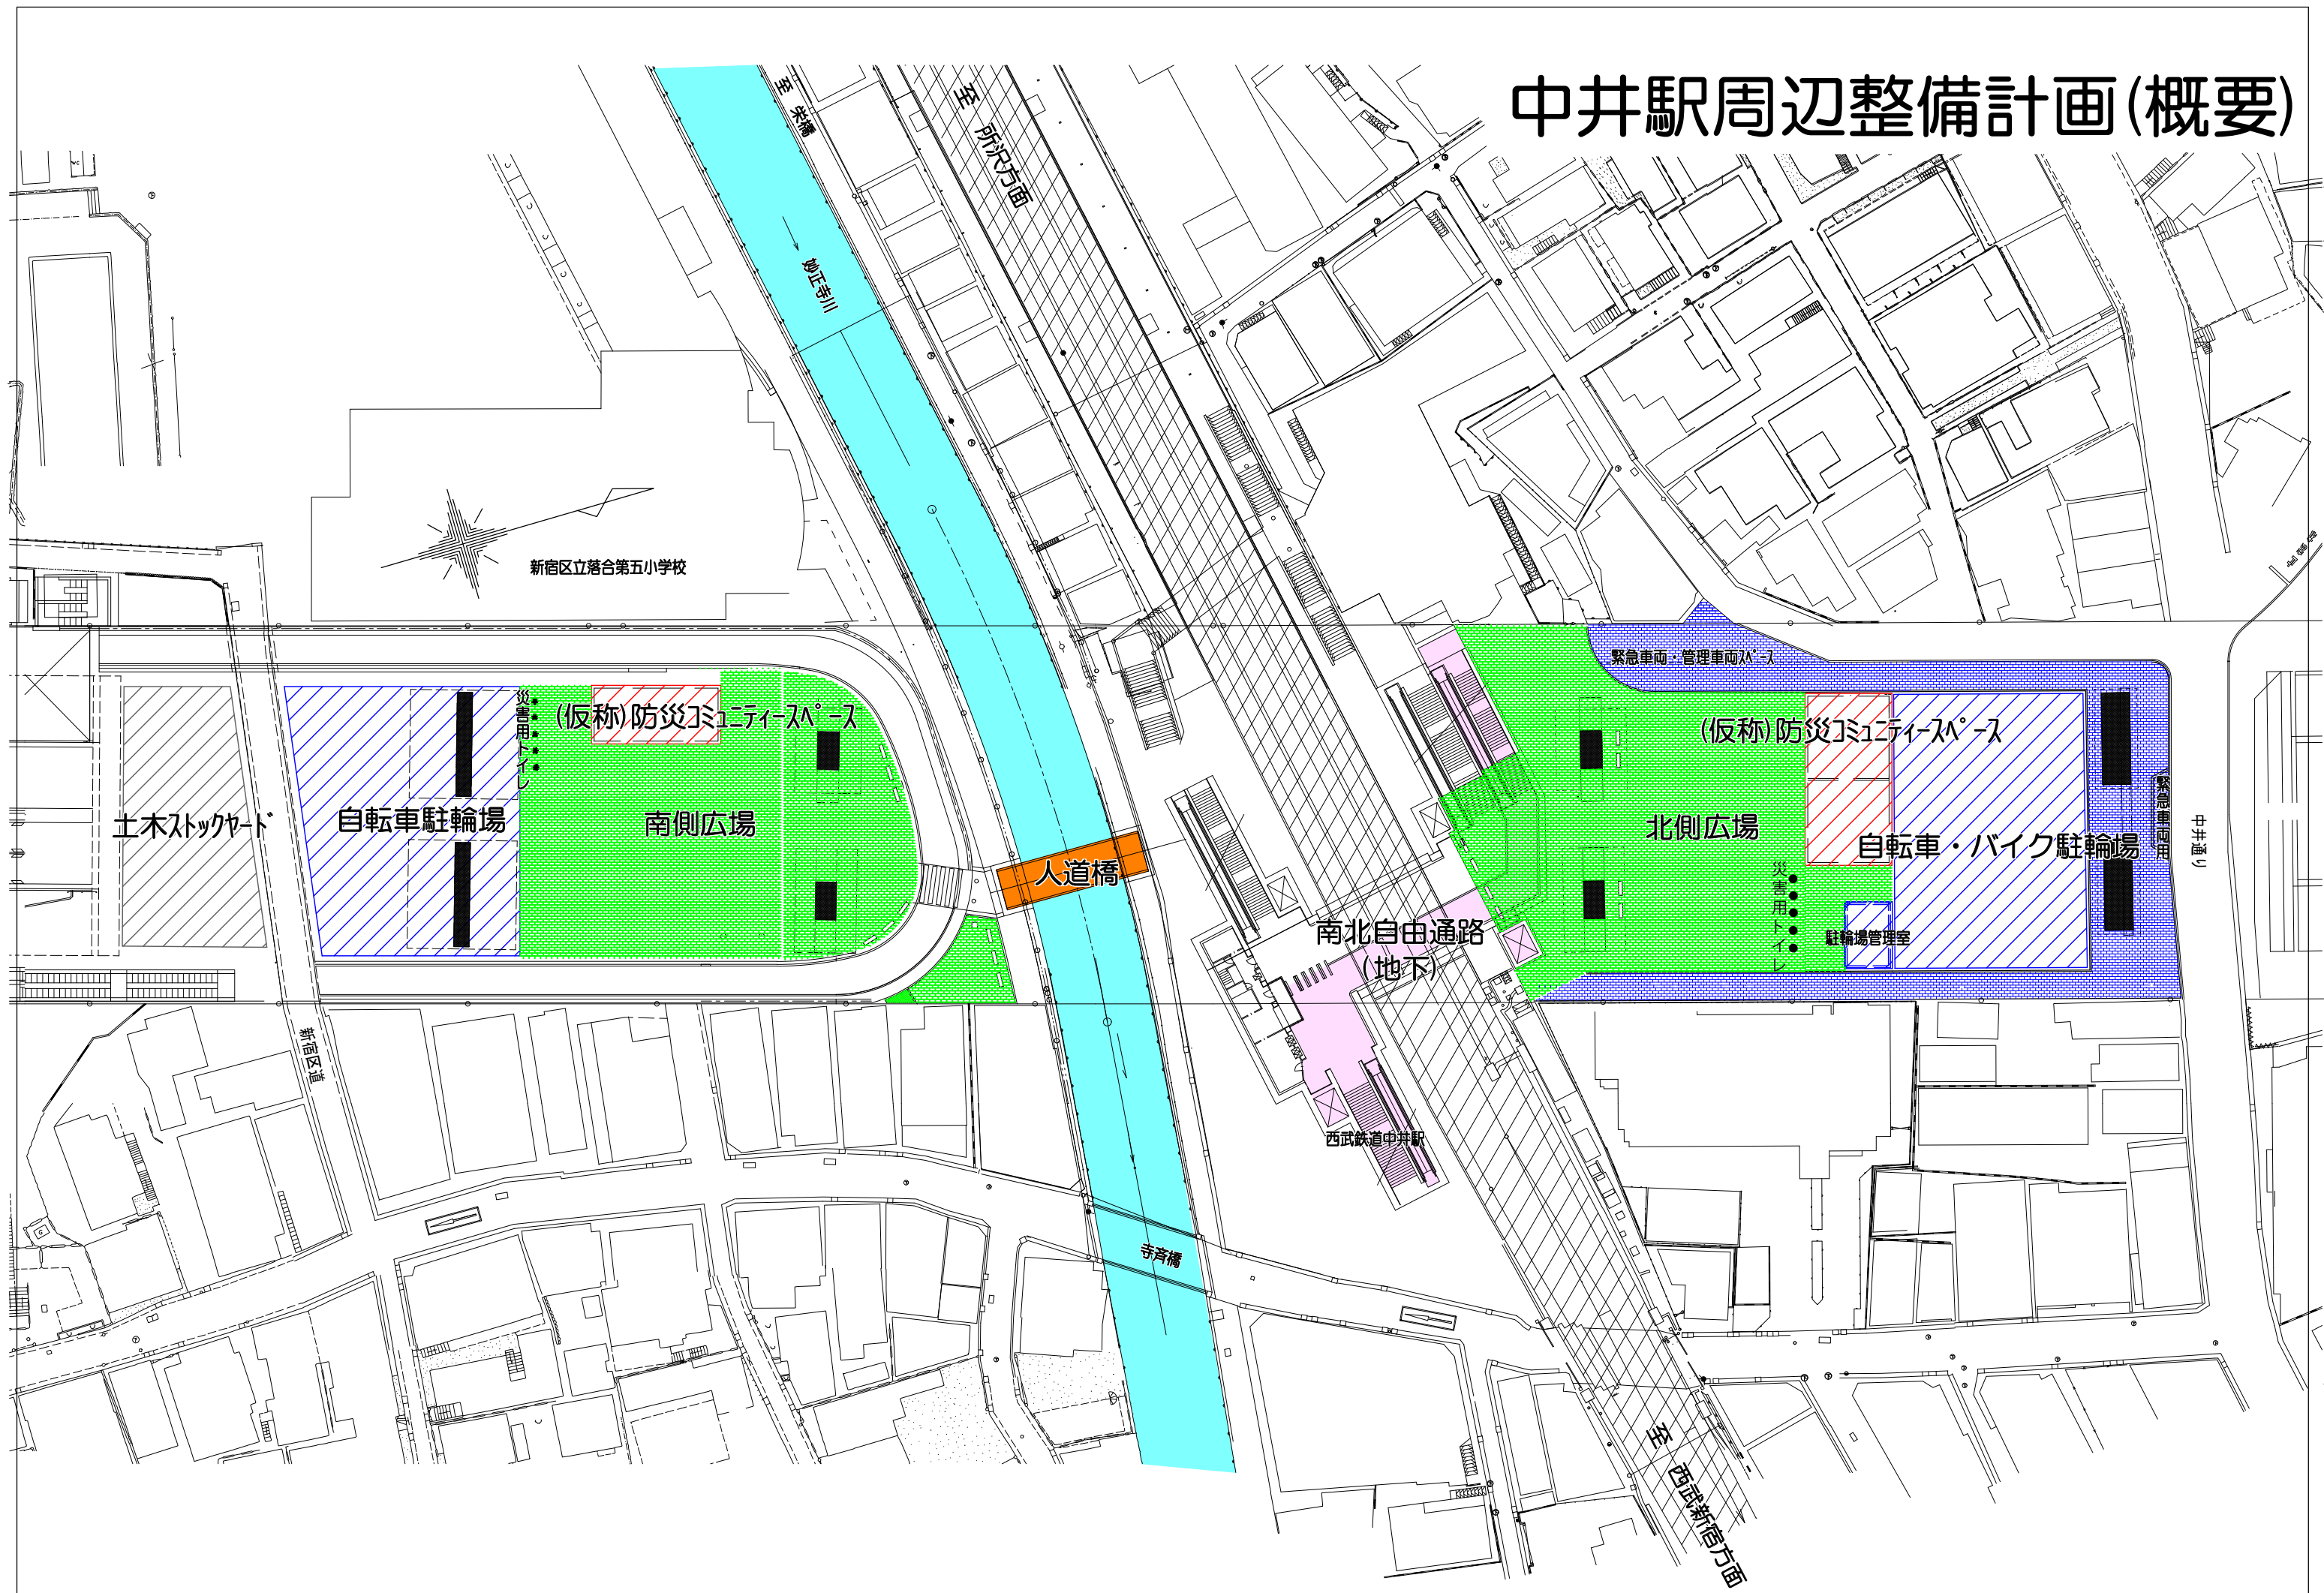 中井駅周辺整備計画(概要)
至 栄橋
至 所沢方面
妙正寺川
新宿区立落合第五小学校
緊急車両・管理車両スペース
災害用トイレ
(仮称)防災コミュニティースペース
(仮称)防災コミュニティースペース
土木ストックヤード
自転車駐輪場
南側広場
人道橋
北側広場
自転車・バイク駐輪場
緊急車両用
中井通り
災害用トイレ
駐輪場管理室
南北自由通路
(地下)
新宿区道
西武鉄道中井駅
寺斉橋
至 西武新宿方面